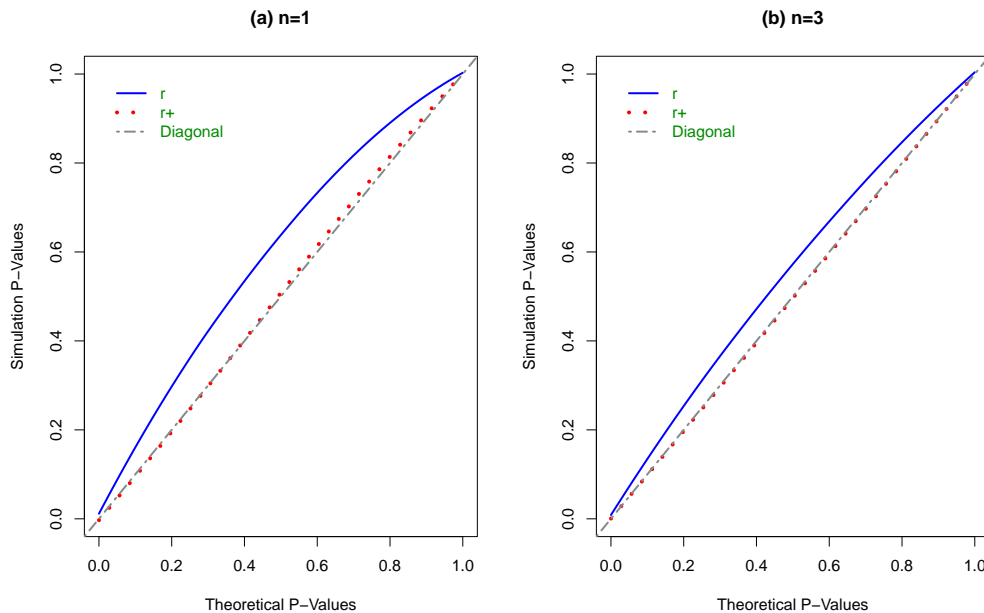 (a) n=1
r
r+
Diagonal
1.0
0.8
0.6
0.4
0.2
0.0
Simulation P−Values
0.0 0.2 0.4 0.6 0.8 1.0
Theoretical P−Values
(b) n=3
r
r+
Diagonal
1.0
0.8
0.6
0.4
0.2
0.0
Simulation P−Values
0.0 0.2 0.4 0.6 0.8 1.0
Theoretical P−Values